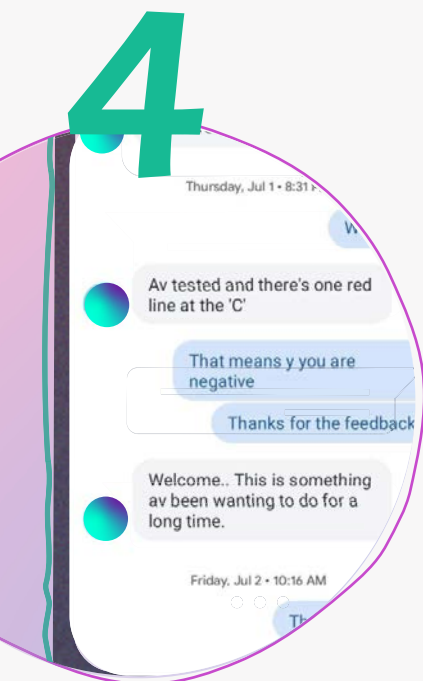 4
Thursday, Jul 1 • 8:31
Av tested and there's one red
line at the 'C'
That means y you are
negative
Thanks for the feedback
Welcome.. This is something
av been wanting to do for a
long time.
Friday, Jul 2 • 10:16 AM